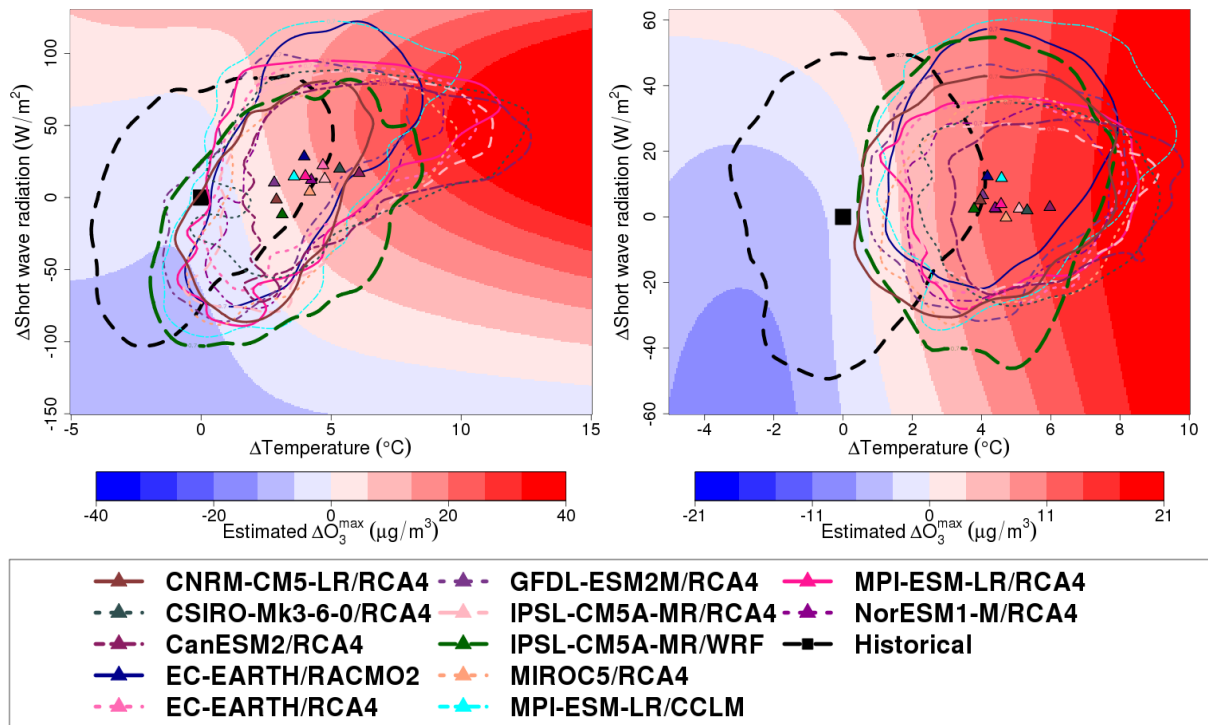 ΔShort wave radiation (W/m²)
100
50
0
-50
-100
-150
-5 0 5 10 15
ΔTemperature (°C)
-40 -20 0 20 40
Estimated ΔO₃ᵐᵃˣ (μg/m³)
ΔShort wave radiation (W/m²)
60
40
20
0
-20
-40
-60
-4 -2 0 2 4 6 8 10
ΔTemperature (°C)
-21 -11 0 11 21
Estimated ΔO₃ᵐᵃˣ (μg/m³)
CNRM-CM5-LR/RCA4
CSIRO-Mk3-6-0/RCA4
CanESM2/RCA4
EC-EARTH/RACMO2
EC-EARTH/RCA4
GFDL-ESM2M/RCA4
IPSL-CM5A-MR/RCA4
IPSL-CM5A-MR/WRF
MIROC5/RCA4
MPI-ESM-LR/CCLM
MPI-ESM-LR/RCA4
NorESM1-M/RCA4
Historical